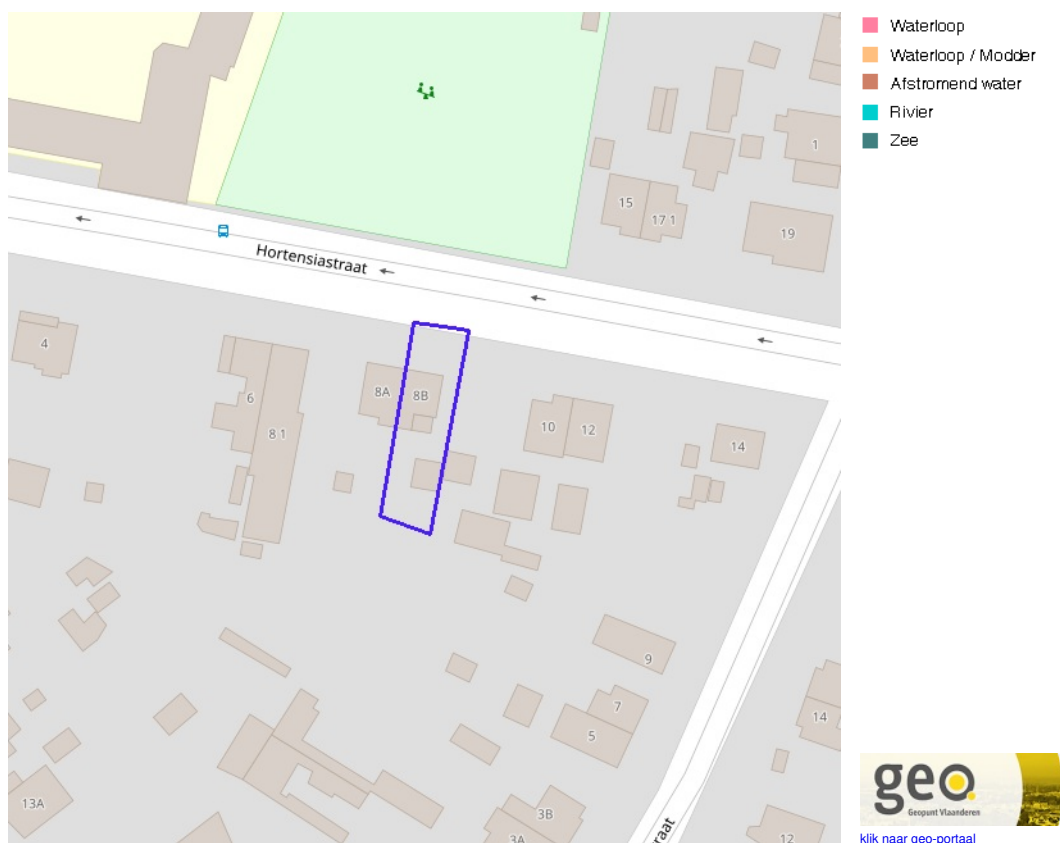 Waterloop
Waterloop / Modder
Afstromend water
Rivier
Zee
Hortensiastraat
1
15
17 1
19
4
6
8 1
8A
8B
10
12
14
9
7
5
14
13A
3B
3A
12
raat
geo.
Geopunt Vlaanderen
klik naar geo-portaal